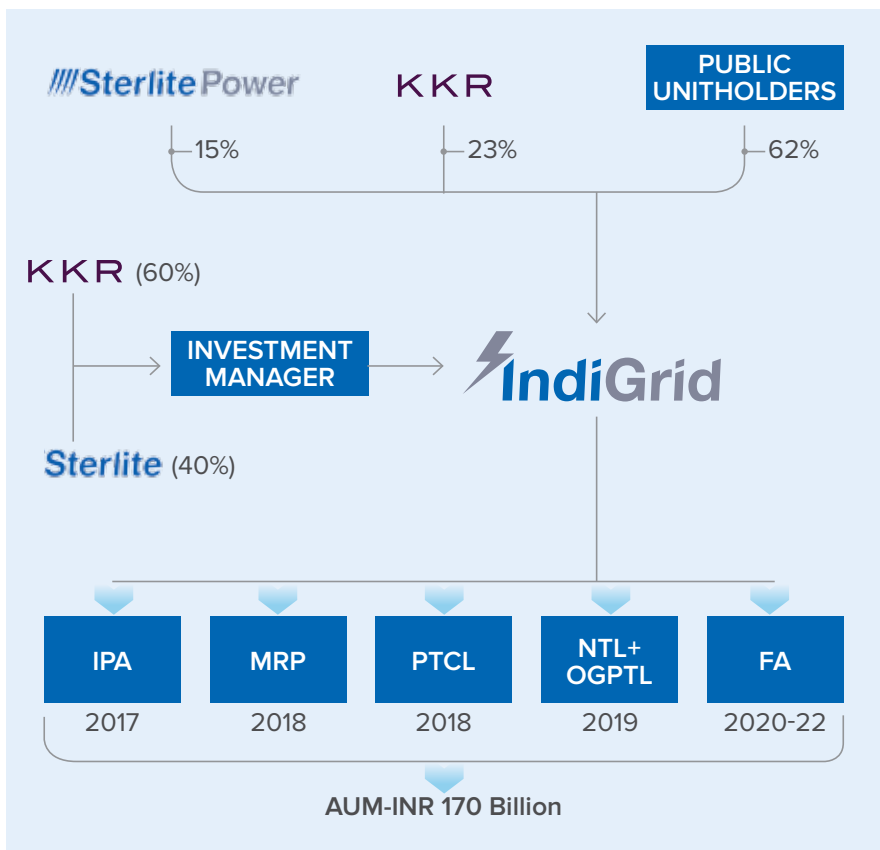 Sterlite Power
KKR
PUBLIC
UNITHOLDERS
15%
23%
62%
KKR (60%)
INVESTMENT
MANAGER
IndiGrid
Sterlite (40%)
IPA
MRP
PTCL
NTL+
OGPTL
FA
2017
2018
2018
2019
2020-22
AUM-INR 170 Billion